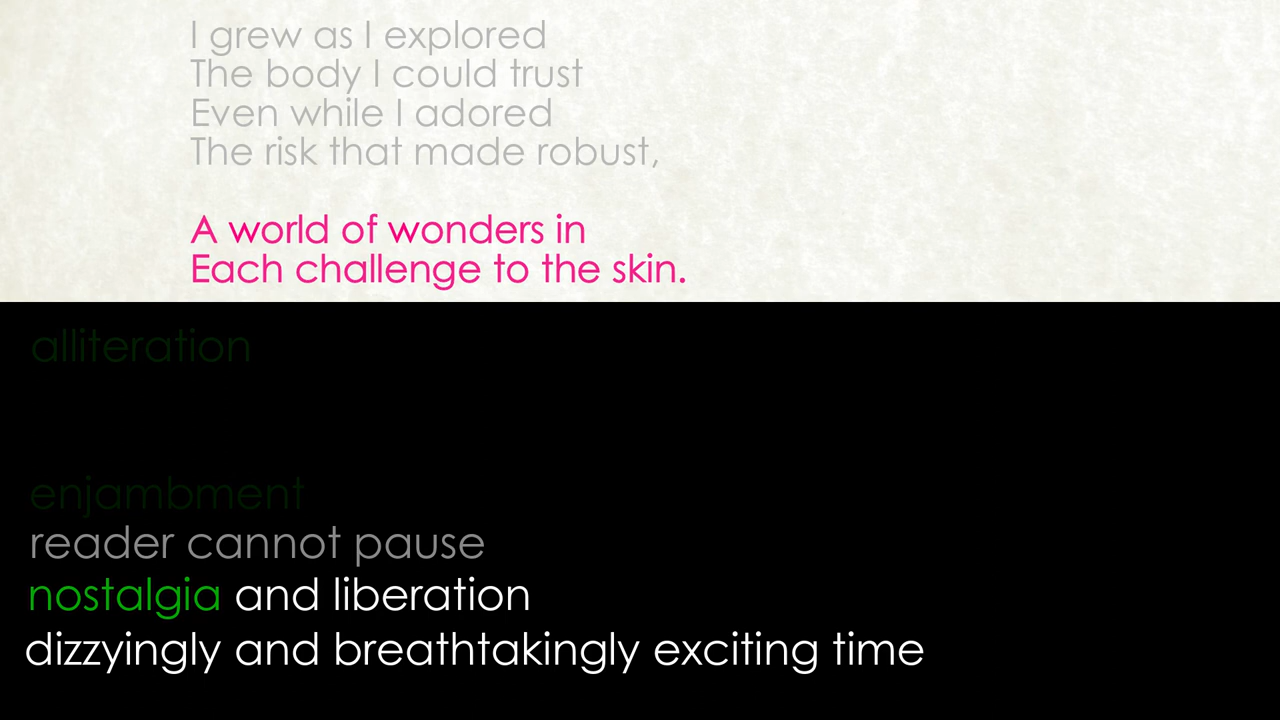 I grew as I explored
The body I could trust
Even while I adored
The risk that made robust,
A world of wonders in
Each challenge to the skin.
alliteration
enjambment
reader cannot pause
nostalgia and liberation
dizzyingly and breathtakingly exciting time